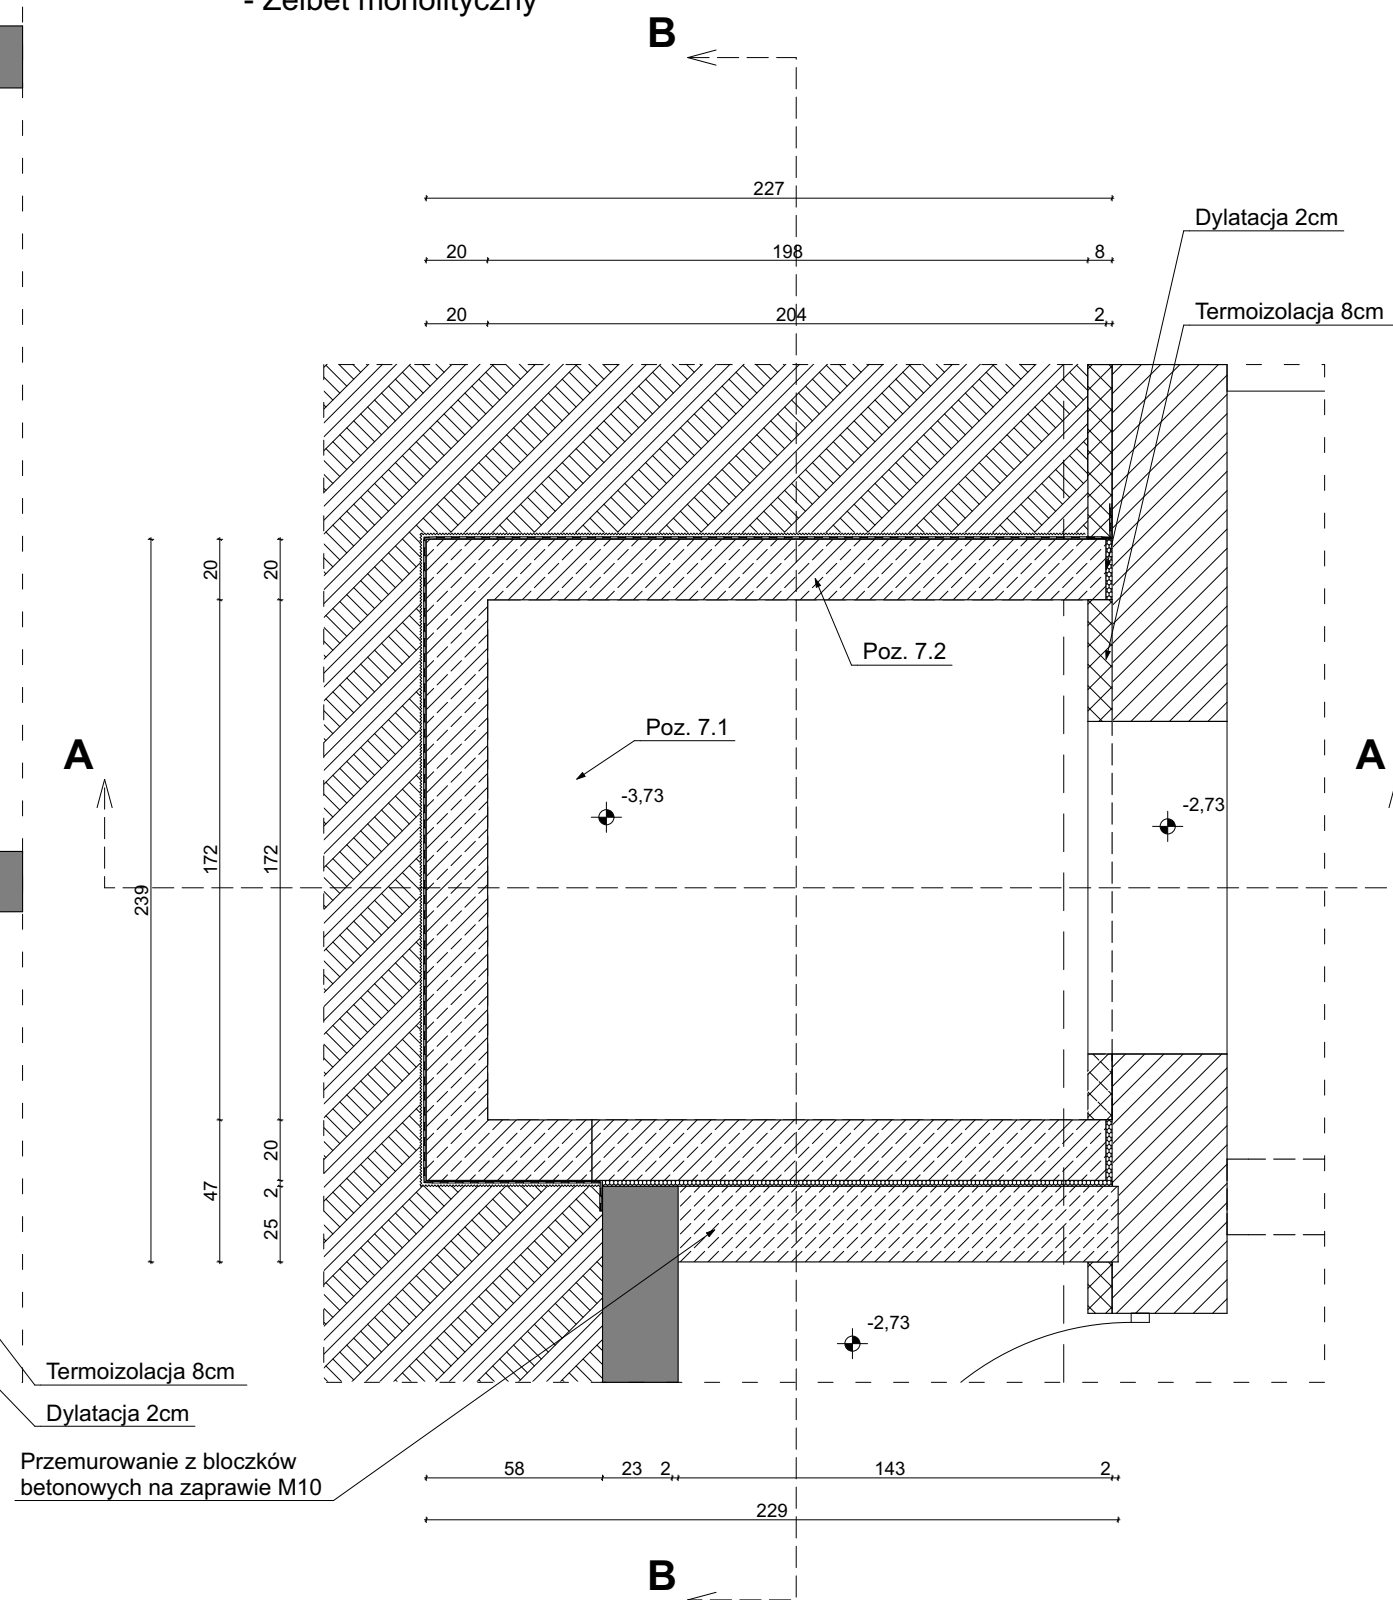 - Żelbet monolityczny
B
227
Dylatacja 2cm
20 198 8
Termoizolacja 8cm
20 204 2
20 20
Poz. 7.2
Poz. 7.1
A A
-3,73 -2,73
172 172
239
20
47 2
25
-2,73
Termoizolacja 8cm
Dylatacja 2cm
Przemurowanie z bloczków
betonowych na zaprawie M10
58 23 2 143 2
229
B